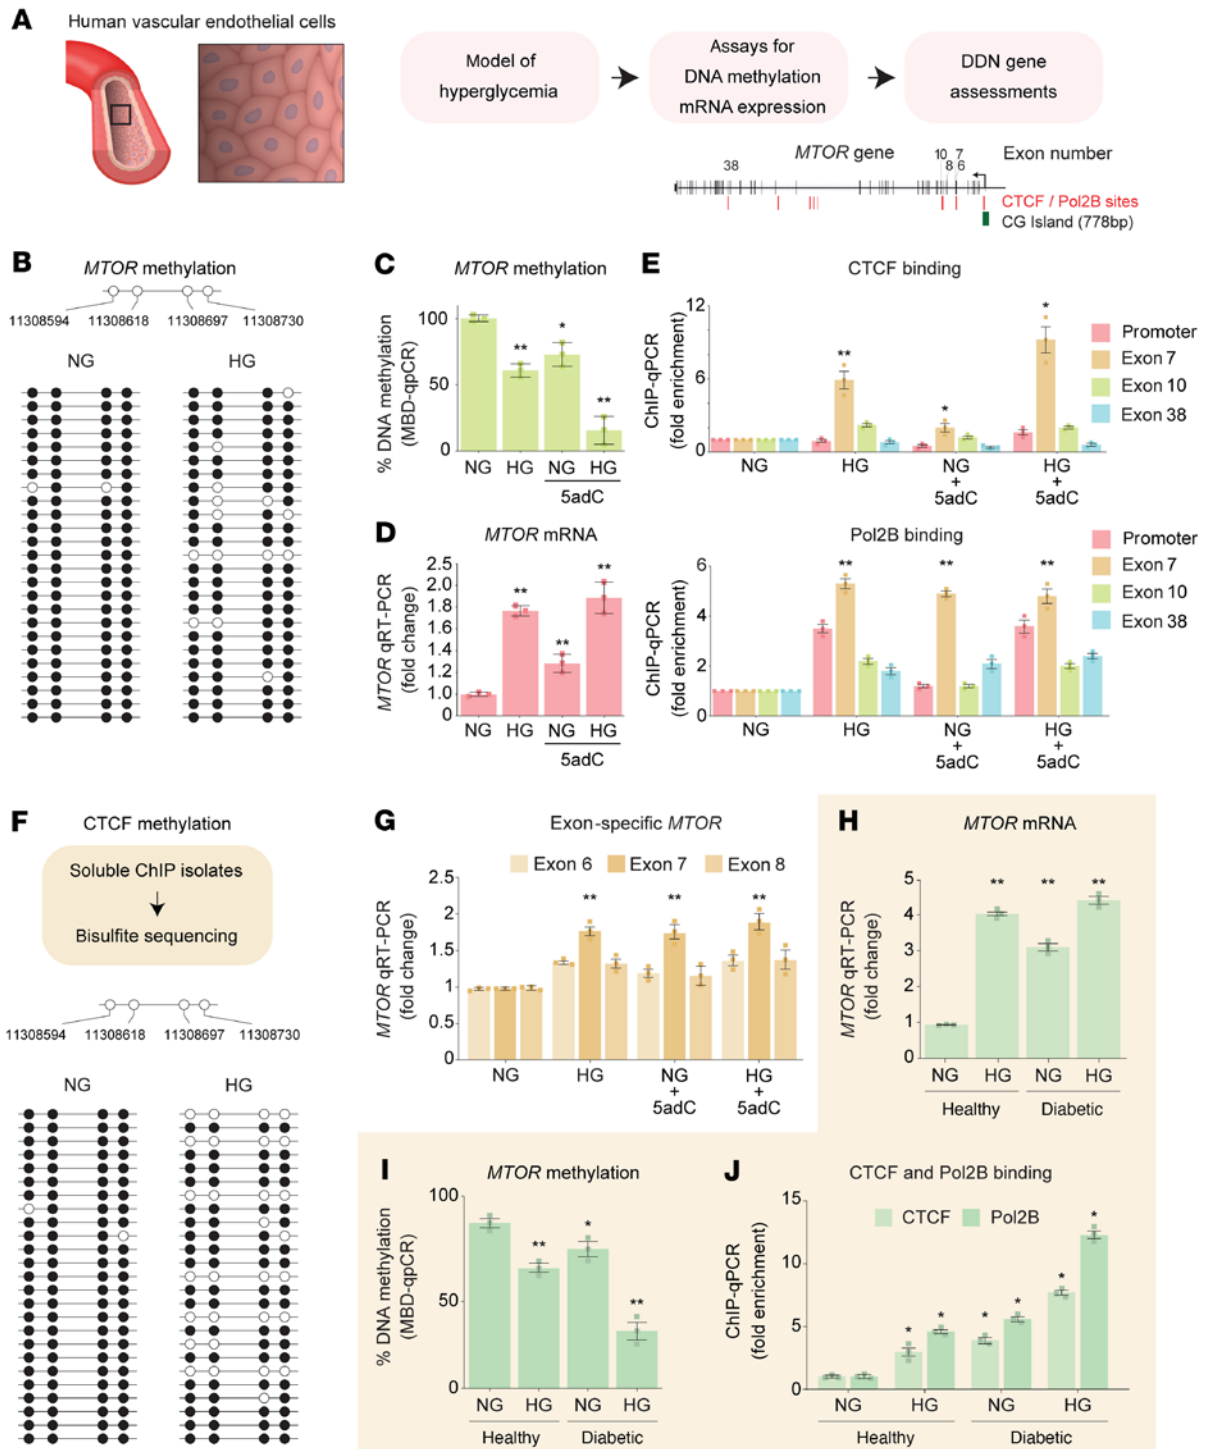 A
Human vascular endothelial cells
Model of
hyperglycemia
Assays for
DNA methylation
mRNA expression
DDN gene
assessments
MTOR gene
10 7
Exon number
38
8 6
CTCF / Pol2B sites
CG Island (778bp)
B
MTOR methylation
11308594 11308618 11308697 11308730
NG HG
C
MTOR methylation
% DNA methylation
(MBD-qpCR)
100
50
0
** * **
NG HG NG HG
5adC
D
MTOR mRNA
MTOR qRT-PCR
(fold change)
2.5
1.8
1.6
1.2
1.0
0
** ** **
NG HG NG HG
5adC
E
CTCF binding
ChIP-qPCR
(fold enrichment)
12
6
0
** * *
NG HG NG HG
+ +
5adC 5adC
Promoter
Exon 7
Exon 10
Exon 38
Pol2B binding
ChIP-qPCR
(fold enrichment)
6
4
2
0
** ** **
NG HG NG HG
+ +
5adC 5adC
Promoter
Exon 7
Exon 10
Exon 38
F
CTCF methylation
Soluble ChIP isolates
Bisulfite sequencing
11308594 11308618 11308697 11308730
NG HG
G
Exon-specific MTOR
Exon 6 Exon 7 Exon 8
MTOR qRT-PCR
(fold change)
2.5
2
1.5
1
0.5
0
** ** **
NG HG NG HG
+ +
5adC 5adC
H
MTOR mRNA
MTOR qRT-PCR
(fold change)
5
4
3
2
1
0
** ** **
NG HG NG HG
Healthy Diabetic
I
MTOR methylation
% DNA methylation
(MBD-qpCR)
100
50
0
** * **
NG HG NG HG
Healthy Diabetic
J
CTCF and Pol2B binding
CTCF Pol2B
ChIP-qPCR
(fold enrichment)
15
10
5
0
* * * * * *
NG HG NG HG
Healthy Diabetic